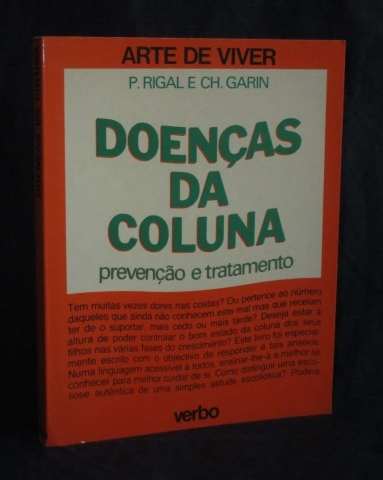 ARTE DE VIVER
P. RIGAL E CH. GARIN
DOENÇAS
DA
COLUNA
prevenção e tratamento
Tem muitas vezes dores nas costas? Ou pertence ao número
daqueles que ainda não conhecem este mal mas que receiam
ter de o suportar, mais cedo ou mais tarde? Deseja estar à
altura de poder controlar o bom estado da coluna dos seus
filhos nas várias fases do crescimento? Este livro foi especial-
mente escrito com o objectivo de responder a tais anseios.
Numa linguagem acessível a todos, ensinar-lhe-á a melhor se
conhecer para melhor cuidar de si. Como distinguir uma esco-
liose autêntica de uma simples atitude escoliótica? Poderá
verbo